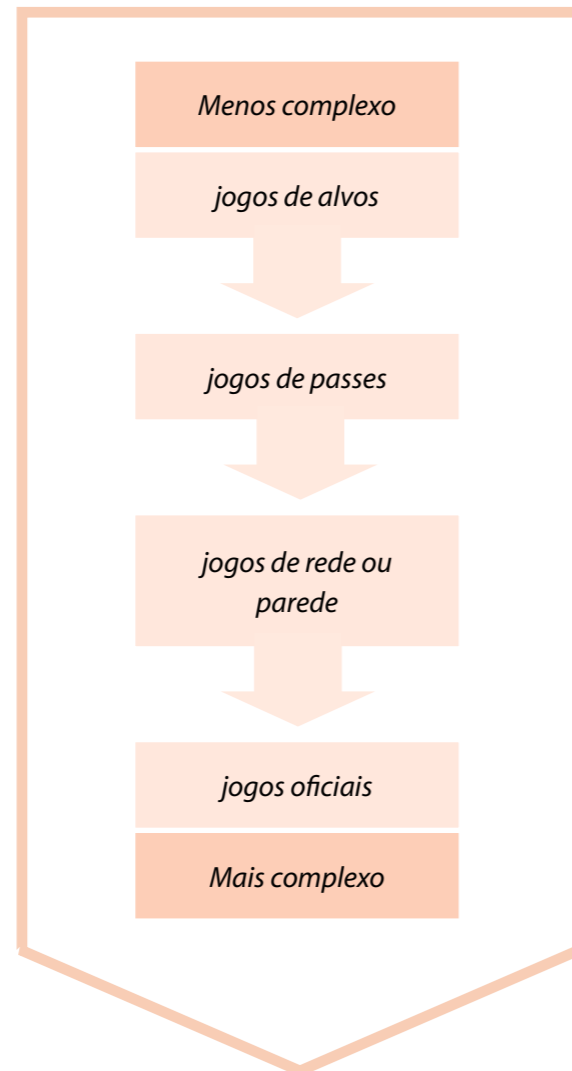 Menos complexo
jogos de alvos
jogos de passes
jogos de rede ou
parede
jogos oficiais
Mais complexo